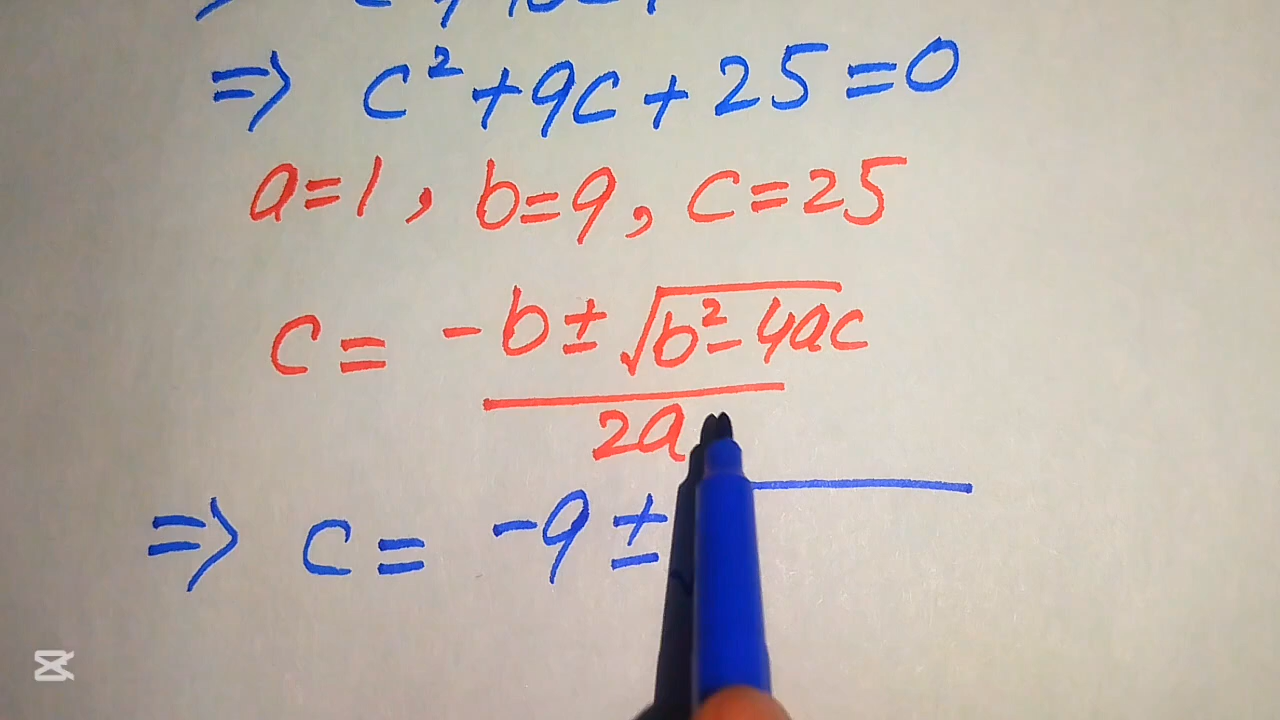 => c² + 9c + 25 = 0
a=1, b=9, c=25
c = -b ± √b² - 4ac
2a
=> c = -9 ±